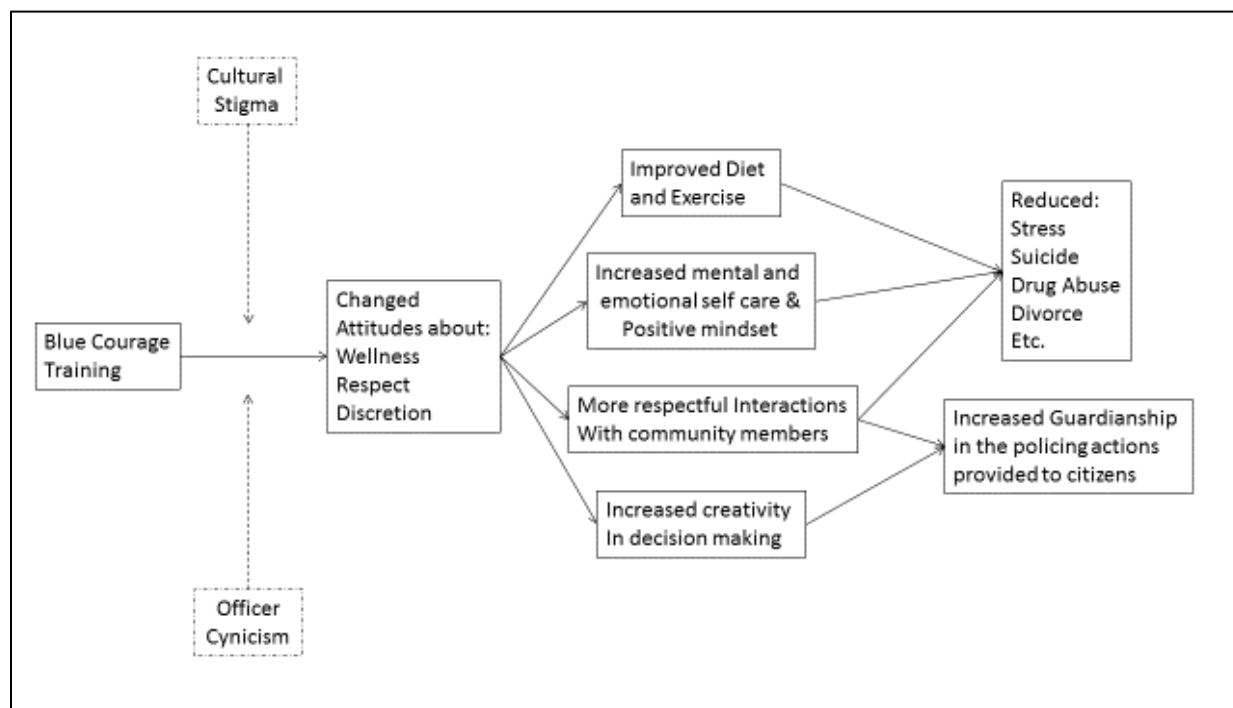 Cultural
Stigma
Blue Courage
Training
Officer
Cynicism
Changed
Attitudes about:
Wellness
Respect
Discretion
Improved Diet
and Exercise
Increased mental and
emotional self care &
Positive mindset
More respectful Interactions
With community members
Increased creativity
In decision making
Reduced:
Stress
Suicide
Drug Abuse
Divorce
Etc.
Increased Guardianship
in the policing actions
provided to citizens